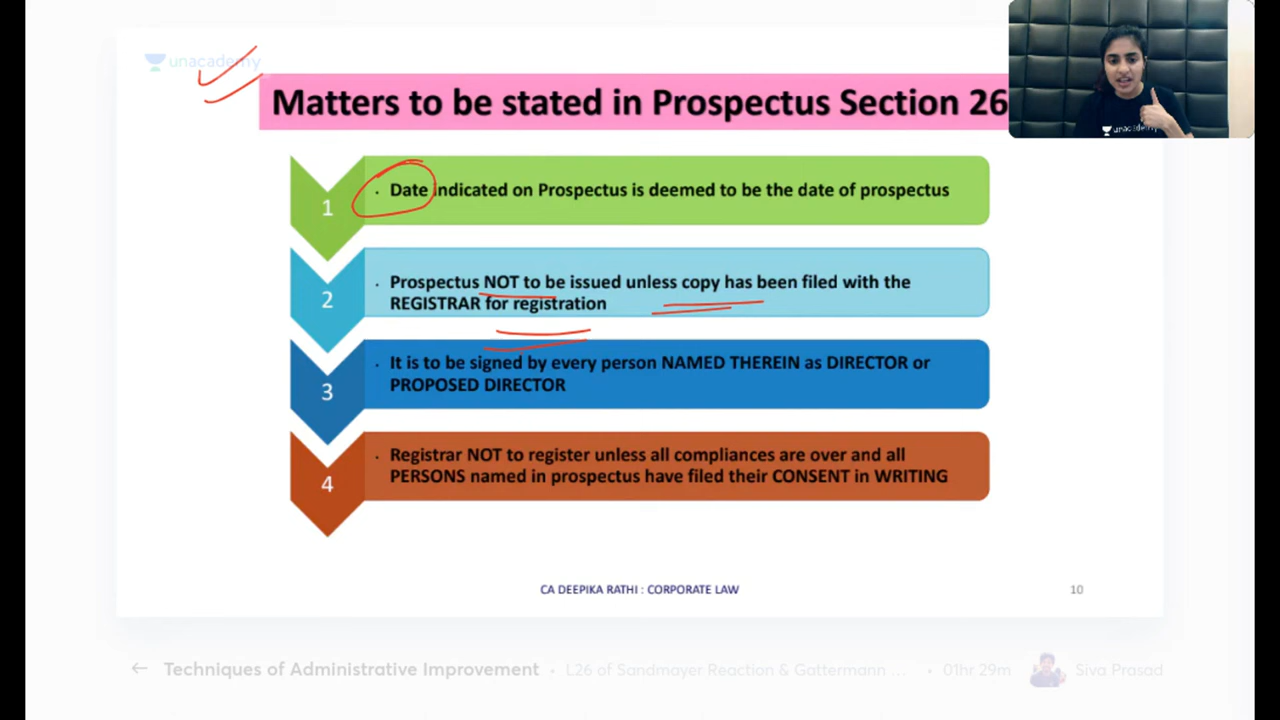 unacademy
Matters to be stated in Prospectus Section 26
1
· Date indicated on Prospectus is deemed to be the date of prospectus
2
· Prospectus NOT to be issued unless copy has been filed with the
REGISTRAR for registration
3
· It is to be signed by every person NAMED THEREIN as DIRECTOR or
PROPOSED DIRECTOR
4
· Registrar NOT to register unless all compliances are over and all
PERSONS named in prospectus have filed their CONSENT in WRITING
CA DEEPIKA RATHI : CORPORATE LAW
10
unacademy
← Techniques of Administrative Improvement • L26 of Sandmayer Reaction & Gattermann ... • 01hr 29m Siva Prasad